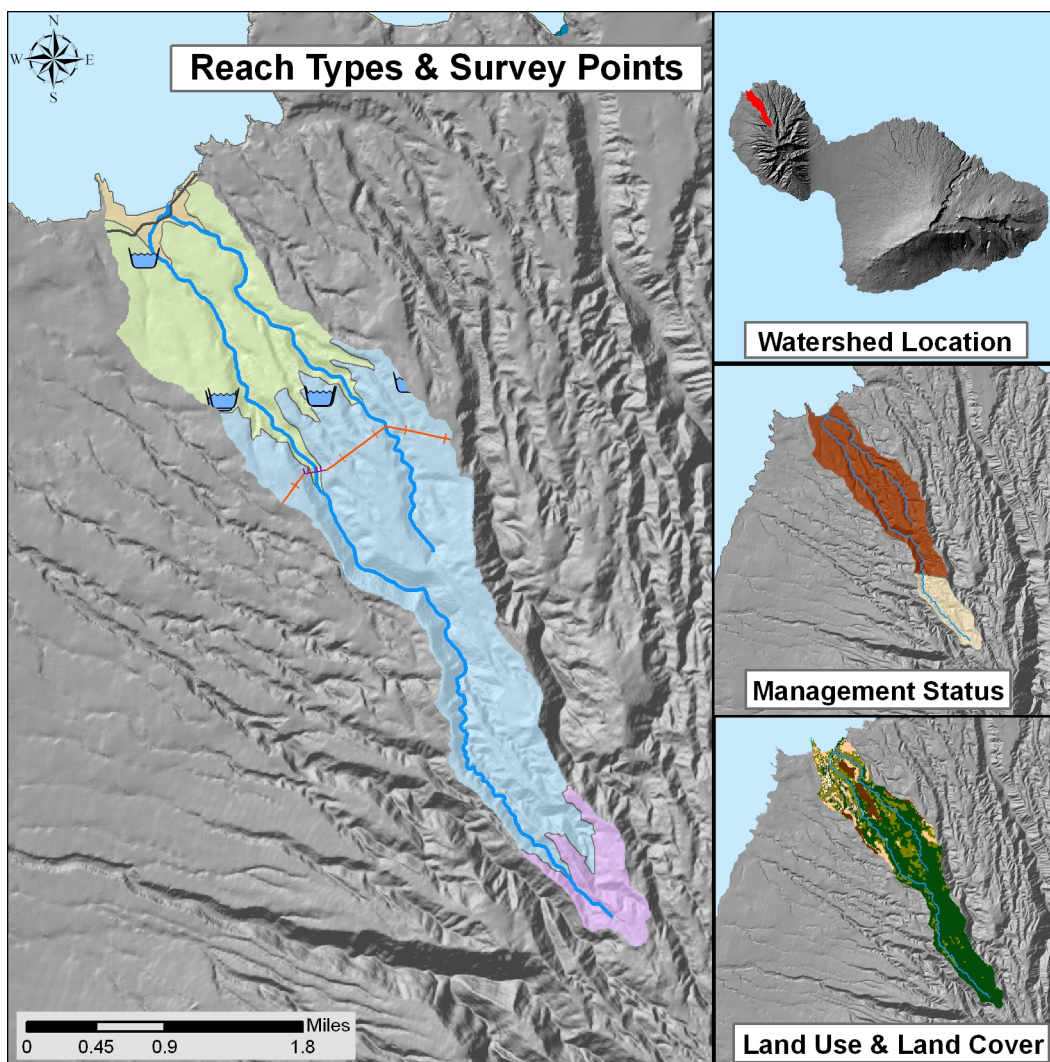 N
W E
S
Reach Types & Survey Points
Watershed Location
Management Status
Land Use & Land Cover
Miles
0 0.45 0.9 1.8